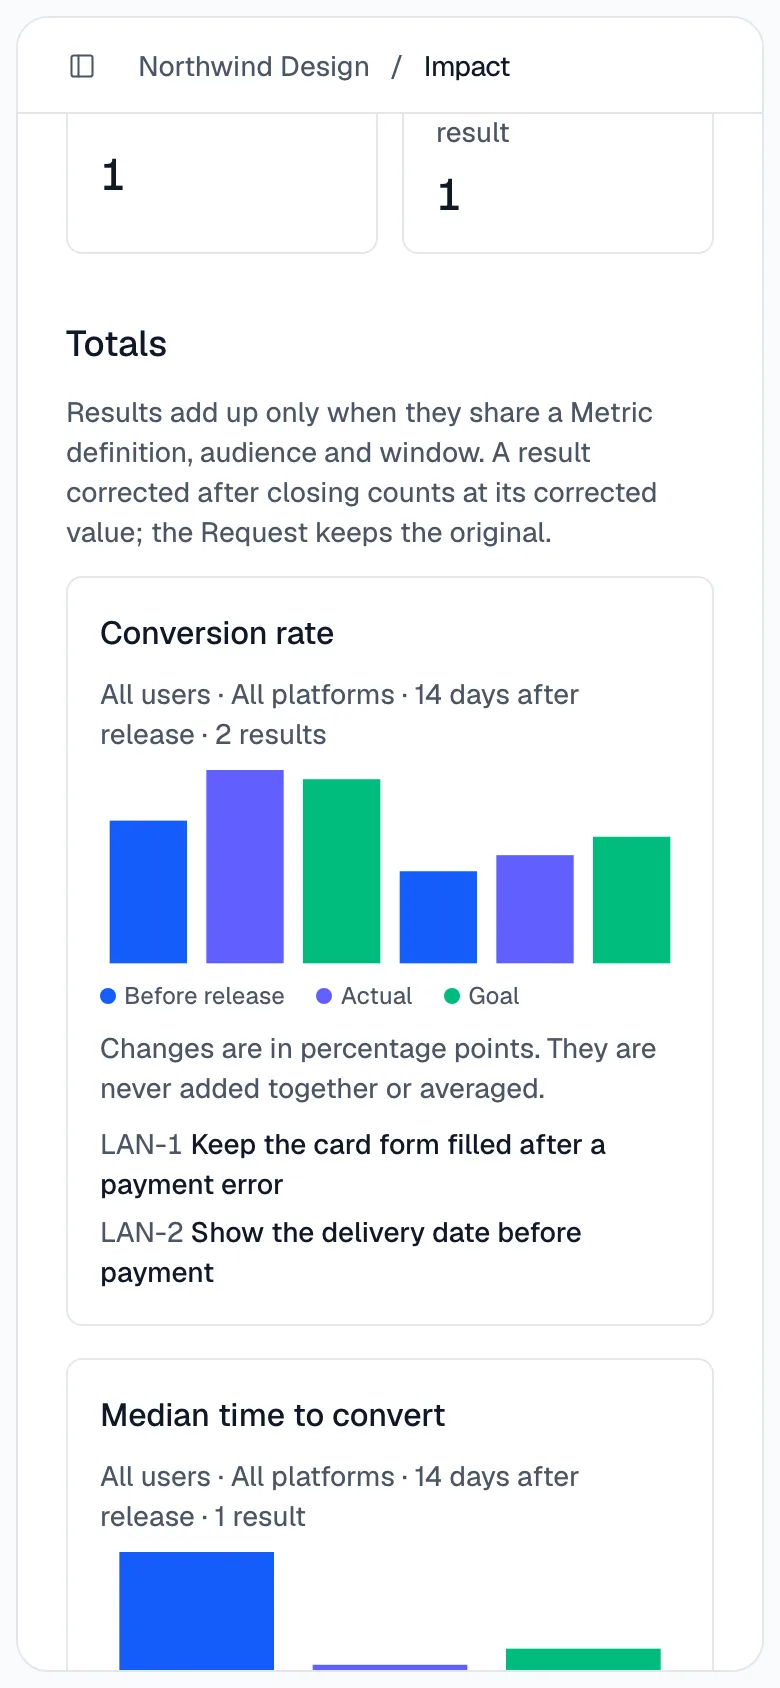 Northwind Design / Impact
result
1
1
Totals
Results add up only when they share a Metric
definition, audience and window. A result
corrected after closing counts at its corrected
value; the Request keeps the original.
Conversion rate
All users · All platforms · 14 days after
release · 2 results
Before release Actual Goal
Changes are in percentage points. They are
never added together or averaged.
LAN-1 Keep the card form filled after a
payment error
LAN-2 Show the delivery date before
payment
Median time to convert
All users · All platforms · 14 days after
release · 1 result